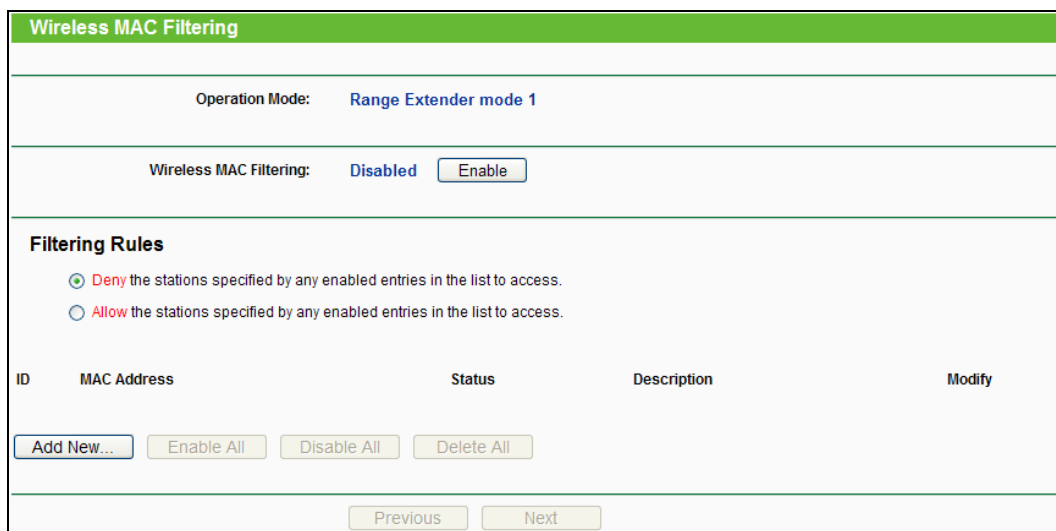 Wireless MAC Filtering
Operation Mode: Range Extender mode 1
Wireless MAC Filtering: Disabled Enable
Filtering Rules
Deny the stations specified by any enabled entries in the list to access.
Allow the stations specified by any enabled entries in the list to access.
ID MAC Address Status Description Modify
Add New... Enable All Disable All Delete All
Previous Next